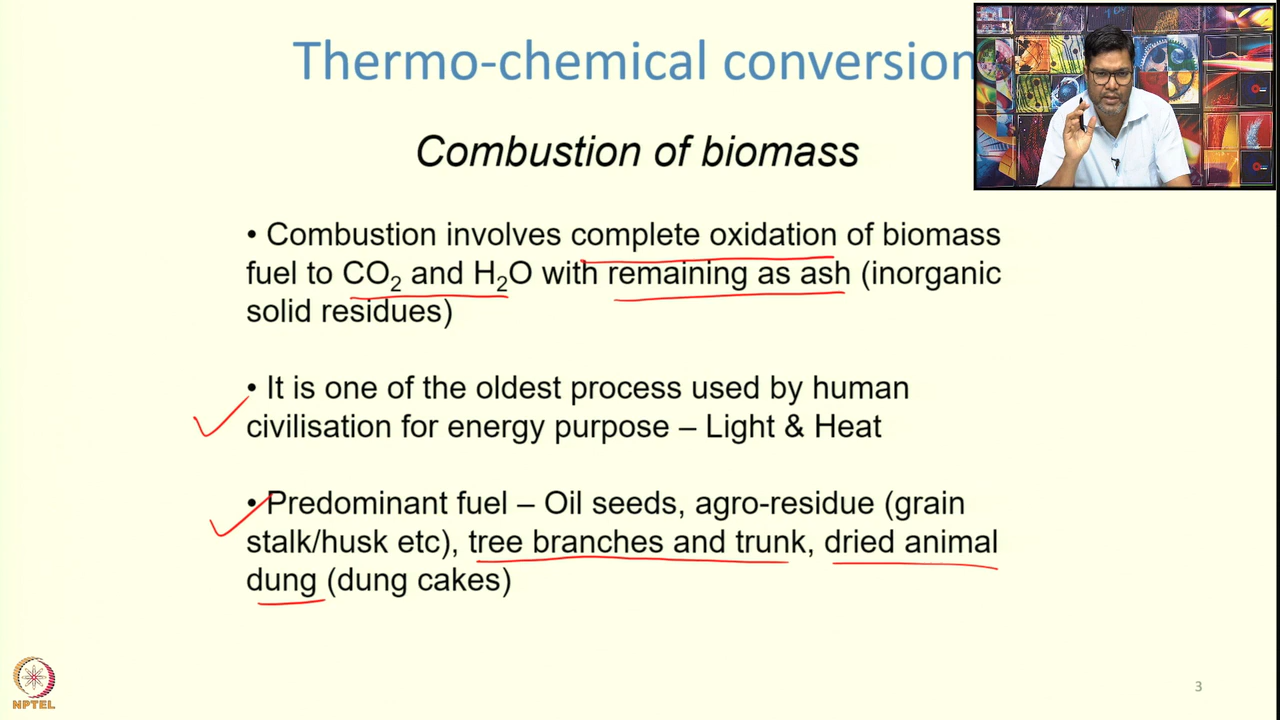 Thermo-chemical conversion
Combustion of biomass
• Combustion involves complete oxidation of biomass
fuel to CO₂ and H₂O with remaining as ash (inorganic
solid residues)
• It is one of the oldest process used by human
civilisation for energy purpose – Light & Heat
• Predominant fuel – Oil seeds, agro-residue (grain
stalk/husk etc), tree branches and trunk, dried animal
dung (dung cakes)
NPTEL
3